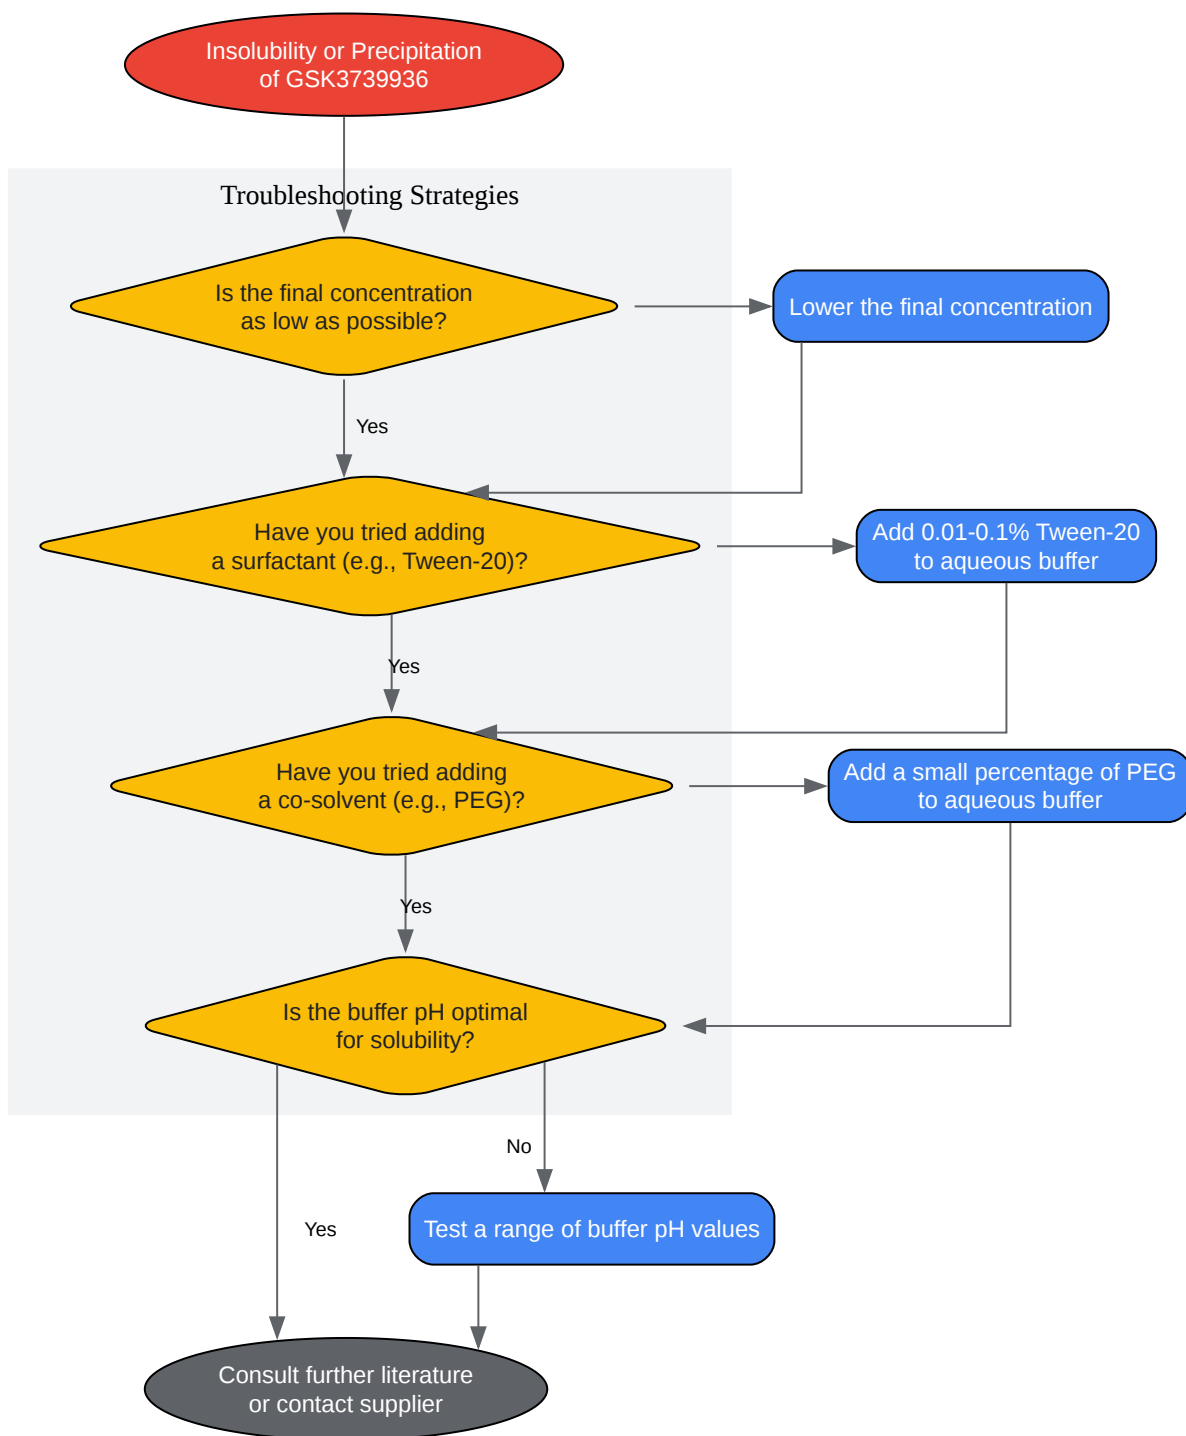 Insolubility or Precipitation
of GSK3739936
Troubleshooting Strategies
Is the final concentration
as low as possible?
Lower the final concentration
Yes
Have you tried adding
a surfactant (e.g., Tween-20)?
Add 0.01-0.1% Tween-20
to aqueous buffer
Yes
Have you tried adding
a co-solvent (e.g., PEG)?
Add a small percentage of PEG
to aqueous buffer
Yes
Is the buffer pH optimal
for solubility?
No
Yes
Test a range of buffer pH values
Consult further literature
or contact supplier